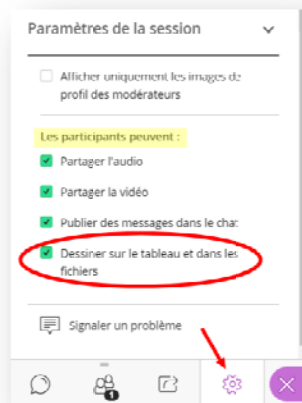 Paramètres de la session
Afficher uniquement les images de
profil des modérateurs
Les participants peuvent :
Partager l'audio
Partager la vidéo
Publier des messages dans le chat
Dessiner sur le tableau et dans les
fichiers
Signaler un problème
1